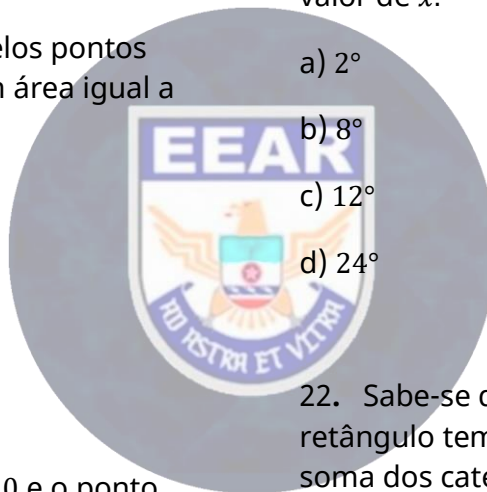 elos pontos
área igual a
0 e o ponto
valor de x.
a) 2°
b) 8°
c) 12°
d) 24°
22. Sabe-se
retângulo tem
soma dos
EEAR
AD ASTRA ET VLTRA